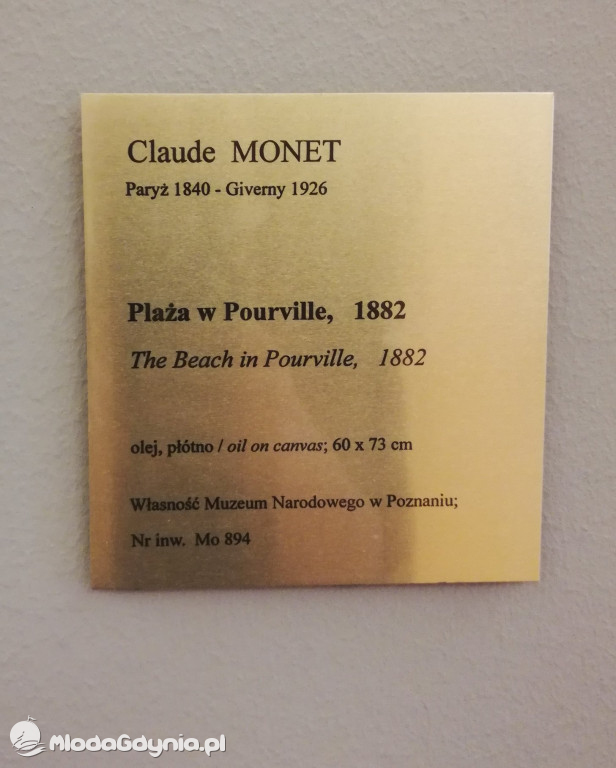 Claude MONET
Paryż 1840 - Giverny 1926
Plaża w Pourville, 1882
The Beach in Pourville, 1882
olej, płótno / oil on canvas; 60 x 73 cm
Własność Muzeum Narodowego w Poznaniu;
Nr inw. Mo 894
MlodaGdynia.pl